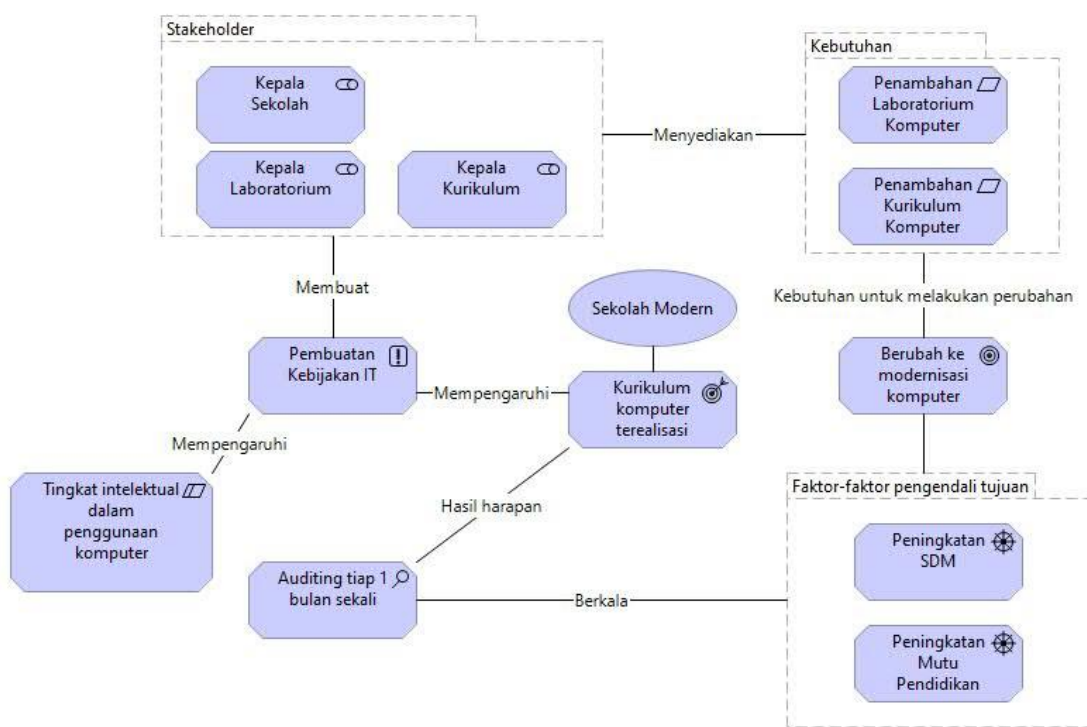 Stakeholder
Kepala
Sekolah
Kepala
Laboratorium
Kepala
Kurikulum
Menyediakan
Kebutuhan
Penambahan
Laboratorium
Komputer
Penambahan
Kurikulum
Komputer
Membuat
Kebutuhan untuk melakukan perubahan
Sekolah Modern
Pembuatan
Kebijakan IT
Mempengaruhi
Kurikulum
komputer
terealisasi
Berubah ke
modernisasi
komputer
Mempengaruhi
Tingkat intelektual
dalam
penggunaan
komputer
Hasil harapan
Faktor-faktor pengendali tujuan
Peningkatan
SDM
Auditing tiap 1
bulan sekali
Berkala
Peningkatan
Mutu
Pendidikan